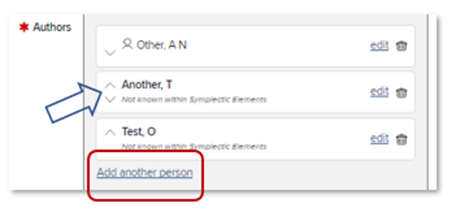 * Authors
Other, A N edit
Another, T edit
Not known within Symplectic Elements
Test, O edit
Not known within Symplectic Elements
Add another person